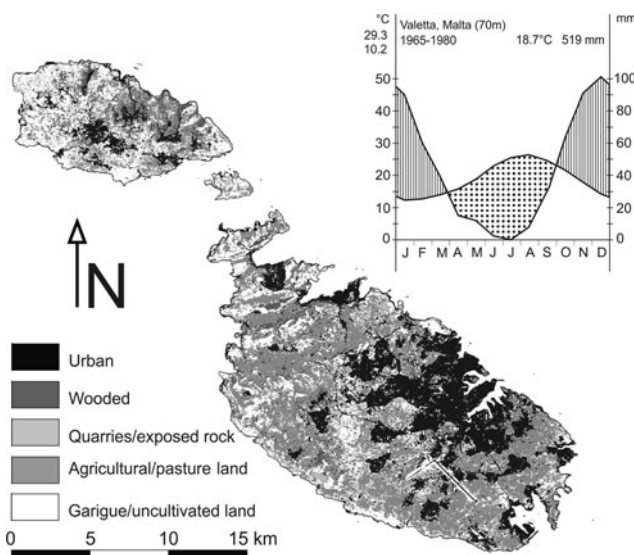 °C Valetta, Malta (70m) mm
29.3 1965-1980 18.7°C 519 mm
10.2
50 100
40 80
30 60
20 40
10 20
0 0
J F M A M J J A S O N D
N
Urban
Wooded
Quarries/exposed rock
Agricultural/pasture land
Garigue/uncultivated land
0 5 10 15 km